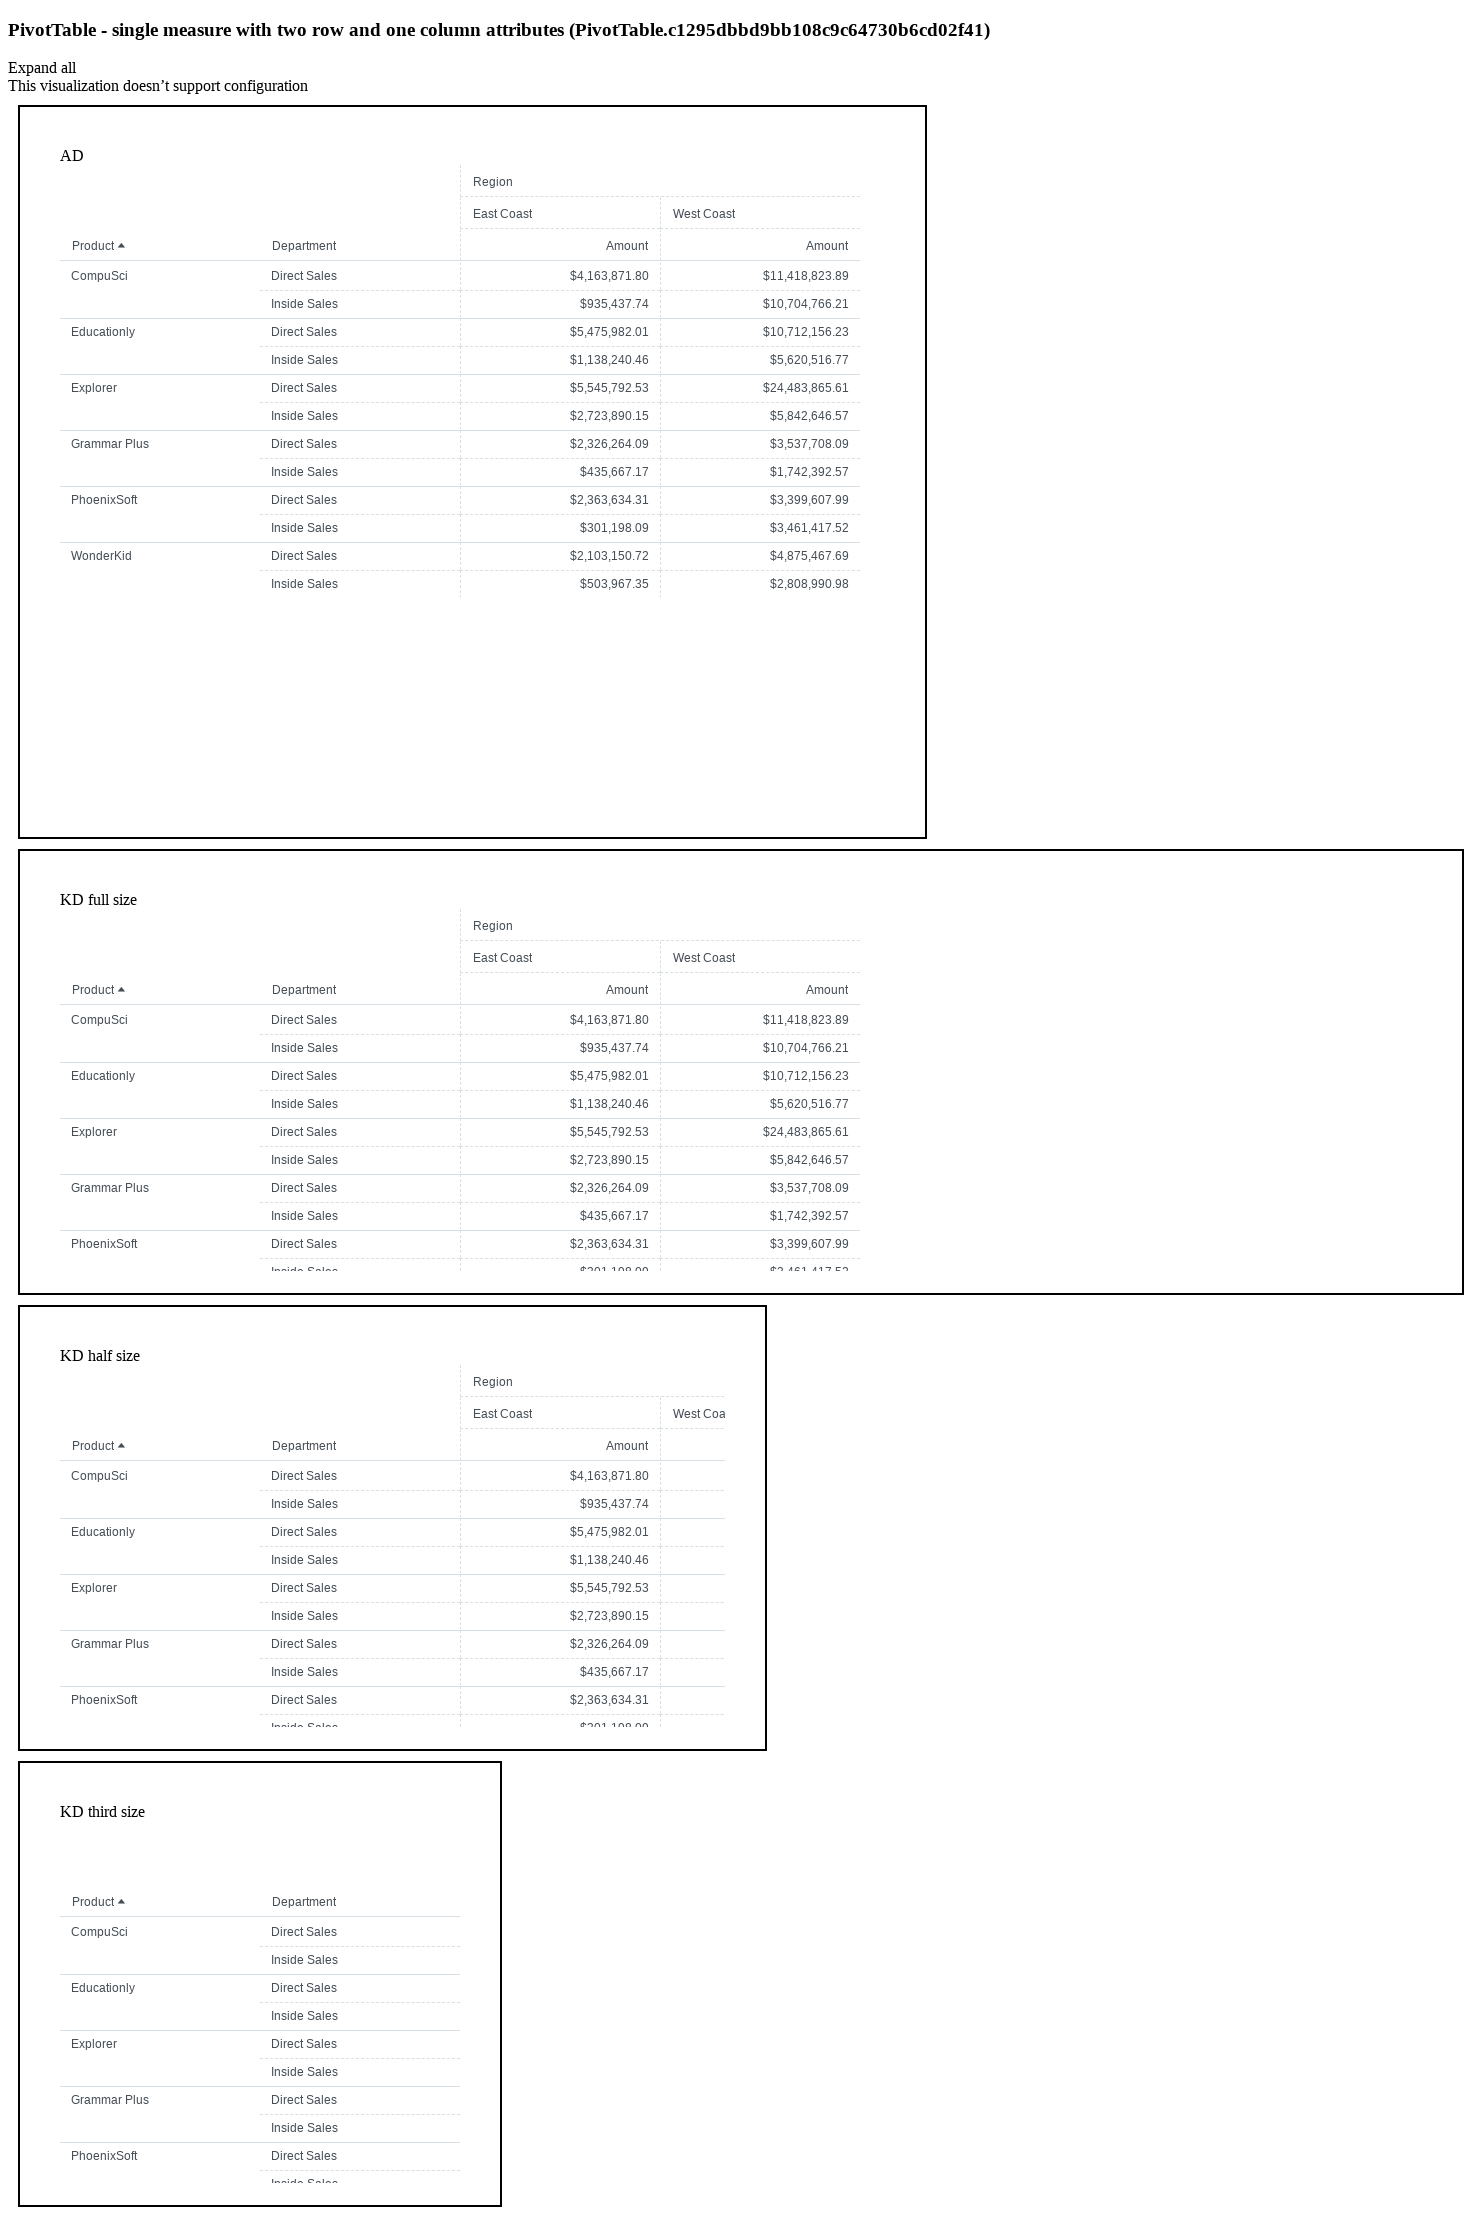 PivotTable - single measure with two row and one column attributes (PivotTable.c1295dbbd9bb108c9c64730b6cd02f41)
Expand all
This visualization doesn’t support configuration
AD
Region
East Coast West Coast
Product Department Amount Amount
CompuSci Direct Sales $4,163,871.80 $11,418,823.89
Inside Sales $935,437.74 $10,704,766.21
Educationly Direct Sales $5,475,982.01 $10,712,156.23
Inside Sales $1,138,240.46 $5,620,516.77
Explorer Direct Sales $5,545,792.53 $24,483,865.61
Inside Sales $2,723,890.15 $5,842,646.57
Grammar Plus Direct Sales $2,326,264.09 $3,537,708.09
Inside Sales $435,667.17 $1,742,392.57
PhoenixSoft Direct Sales $2,363,634.31 $3,399,607.99
Inside Sales $301,198.09 $3,461,417.52
WonderKid Direct Sales $2,103,150.72 $4,875,467.69
Inside Sales $503,967.35 $2,808,990.98
KD full size
Region
East Coast West Coast
Product Department Amount Amount
CompuSci Direct Sales $4,163,871.80 $11,418,823.89
Inside Sales $935,437.74 $10,704,766.21
Educationly Direct Sales $5,475,982.01 $10,712,156.23
Inside Sales $1,138,240.46 $5,620,516.77
Explorer Direct Sales $5,545,792.53 $24,483,865.61
Inside Sales $2,723,890.15 $5,842,646.57
Grammar Plus Direct Sales $2,326,264.09 $3,537,708.09
Inside Sales $435,667.17 $1,742,392.57
PhoenixSoft Direct Sales $2,363,634.31 $3,399,607.99
Inside Sales $301,198.09 $3,461,417.52
KD half size
Region
East Coast West Coa
Product Department Amount
CompuSci Direct Sales $4,163,871.80
Inside Sales $935,437.74
Educationly Direct Sales $5,475,982.01
Inside Sales $1,138,240.46
Explorer Direct Sales $5,545,792.53
Inside Sales $2,723,890.15
Grammar Plus Direct Sales $2,326,264.09
Inside Sales $435,667.17
PhoenixSoft Direct Sales $2,363,634.31
Inside Sales $301,198.09
KD third size
Product Department
CompuSci Direct Sales
Inside Sales
Educationly Direct Sales
Inside Sales
Explorer Direct Sales
Inside Sales
Grammar Plus Direct Sales
Inside Sales
PhoenixSoft Direct Sales
Inside Sales